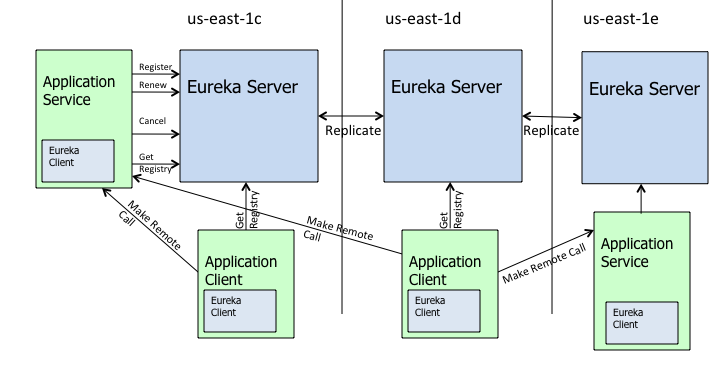 us-east-1c
us-east-1d
us-east-1e
Application
Service
Eureka
Client
Register
Renew
Cancel
Get
Registry
Eureka Server
Replicate
Eureka Server
Replicate
Eureka Server
Make Remote
Call
Get
Registry
Make Remote
Call
Get
Registry
Make Remote Call
Application
Client
Eureka
Client
Application
Client
Eureka
Client
Application
Service
Eureka
Client